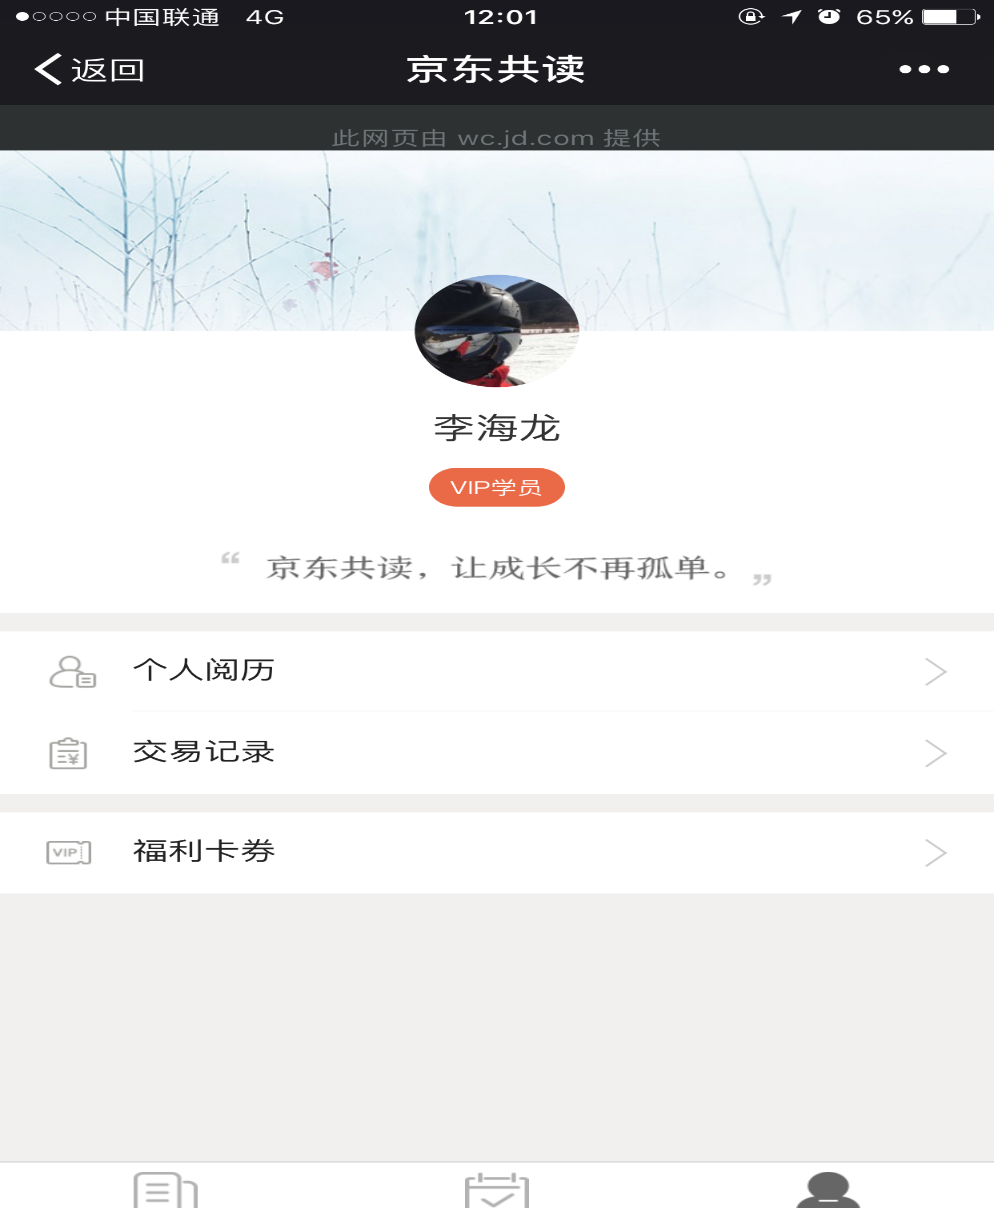 中国联通 4G 12:01 65%
返回 京东共读
此网页由 wc.jd.com 提供
李海龙
VIP学员
“ 京东共读，让成长不再孤单。 ”
个人阅历
交易记录
VIP 福利卡券